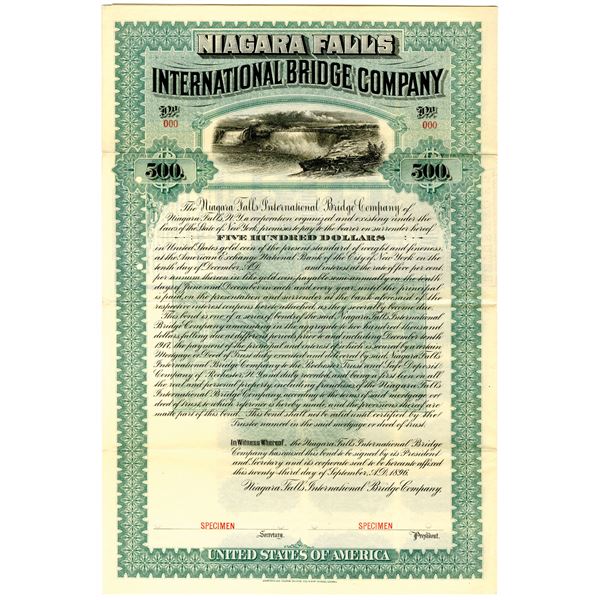 NIAGARA FALLS
INTERNATIONAL BRIDGE COMPANY
No. No.
000 000
500. 500.
The Niagara Falls International Bridge Company of
Niagara Falls, N.Y. a corporation organized and existing under the
laws of the State of New York, promises to pay to the bearer on surrender hereof
FIVE HUNDRED DOLLARS
in United States gold coin of the present standard of weight and fineness,
at the American Exchange National Bank of the City of New York on the
tenth day of December, A.D. and interest at the rate of five per cent.
per annum thereon in the gold coin, payable semi-annually on the tenth
days of June and December in each and every year, until the principal
is paid, on the presentation and surrender at the bank aforesaid of the
respective interest coupons hereto attached, as they severally become due.
This bond is one of a series of bonds of the said Niagara Falls International
Bridge Company amounting in the aggregate to two hundred thousand
dollars falling due at different periods prior to and including December tenth
1917. The payment of the principal and interest of which is secured by a certain
Mortgage or Deed of Trust duly executed and delivered by said Niagara Falls
International Bridge Company to the Rochester Trust and Safe Deposit
Company of Rochester, N.Y. and duly recorded, and being a first lien on all
the real and personal property, including franchises of the Niagara Falls
International Bridge Company, according to the terms of said mortgage or
deed of trust, to which reference is hereby made, and the provisions thereof are
made part of this bond. This bond shall not be valid until certified by the
Trustee named in the said mortgage or deed of trust.
In Witness Whereof, the Niagara Falls International Bridge
Company has caused this bond to be signed by its President
and Secretary and its corporate seal to be hereunto affixed
this twenty-third day of September, A.D. 1896.
Niagara Falls International Bridge Company,
SPECIMEN SPECIMEN
Secretary. President.
UNITED STATES OF AMERICA